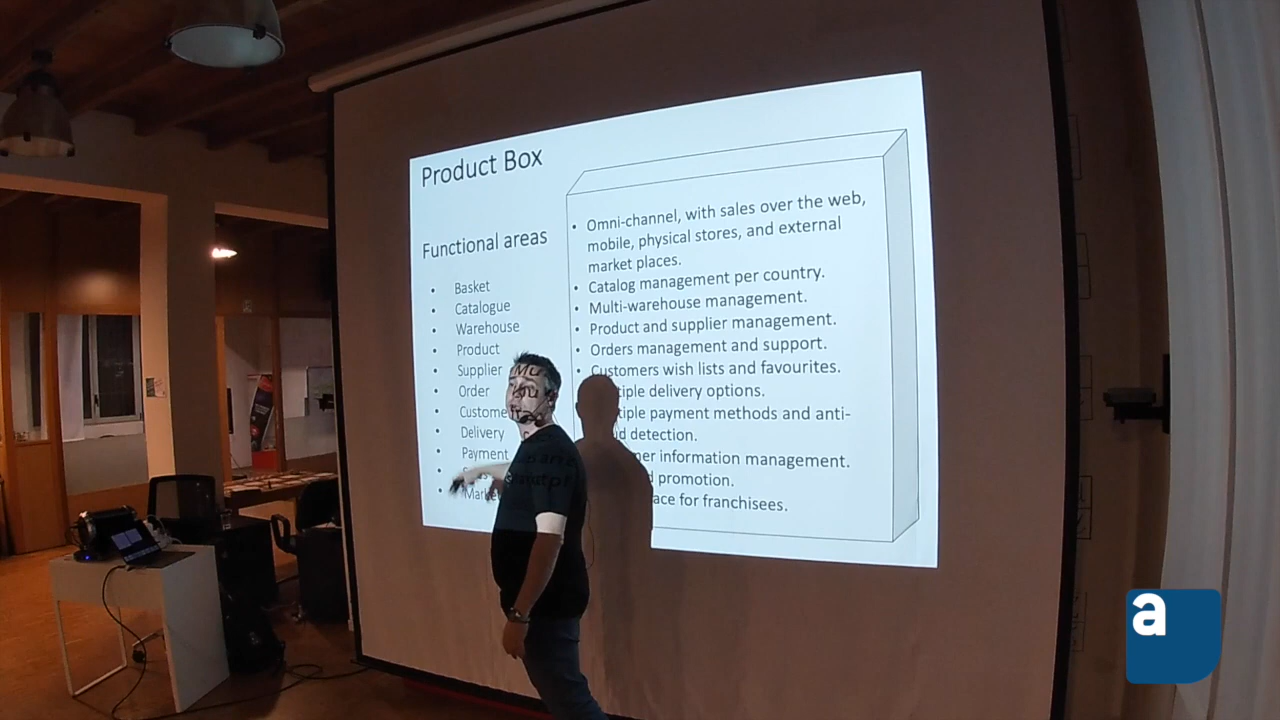 Product Box
Functional areas
Basket
Catalogue
Warehouse
Product
Supplier
Order
Delivery
Payment
• Omni-channel, with sales over the web,
mobile, physical stores, and external
market places.
• Catalog management per country.
• Multi-warehouse management.
• Product and supplier management.
• Orders management and support.
• Customers wish lists and favourites.
delivery options.
payment methods and anti-
detection.
information management.
promotion.
for franchisees.
a